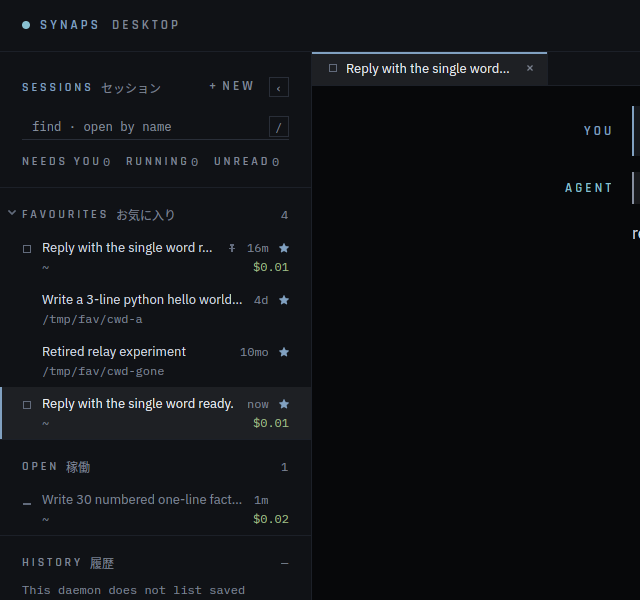 SYNAPS DESKTOP
SESSIONS セッション + NEW ‹
find · open by name /
NEEDS YOU 0 RUNNING 0 UNREAD 0
FAVOURITES お気に入り 4
Reply with the single word r... 16m
~ $0.01
Write a 3-line python hello world... 4d
/tmp/fav/cwd-a
Retired relay experiment 10mo
/tmp/fav/cwd-gone
Reply with the single word ready. now
~ $0.01
OPEN 稼働 1
Write 30 numbered one-line fact... 1m
~ $0.02
HISTORY 履歴 —
This daemon does not list saved
Reply with the single word... ×
YOU
AGENT